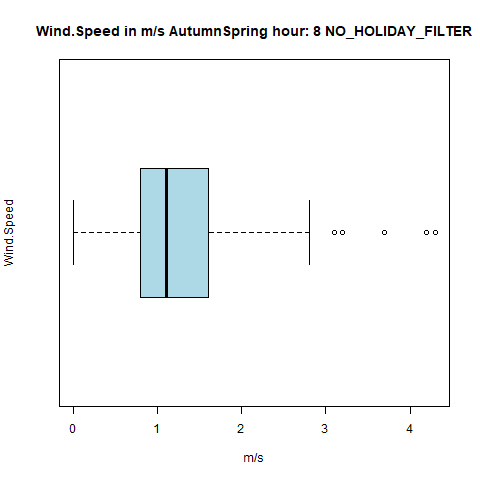 Wind.Speed in m/s AutumnSpring hour: 8 NO_HOLIDAY_FILTER
Wind.Speed
0 1 2 3 4
m/s